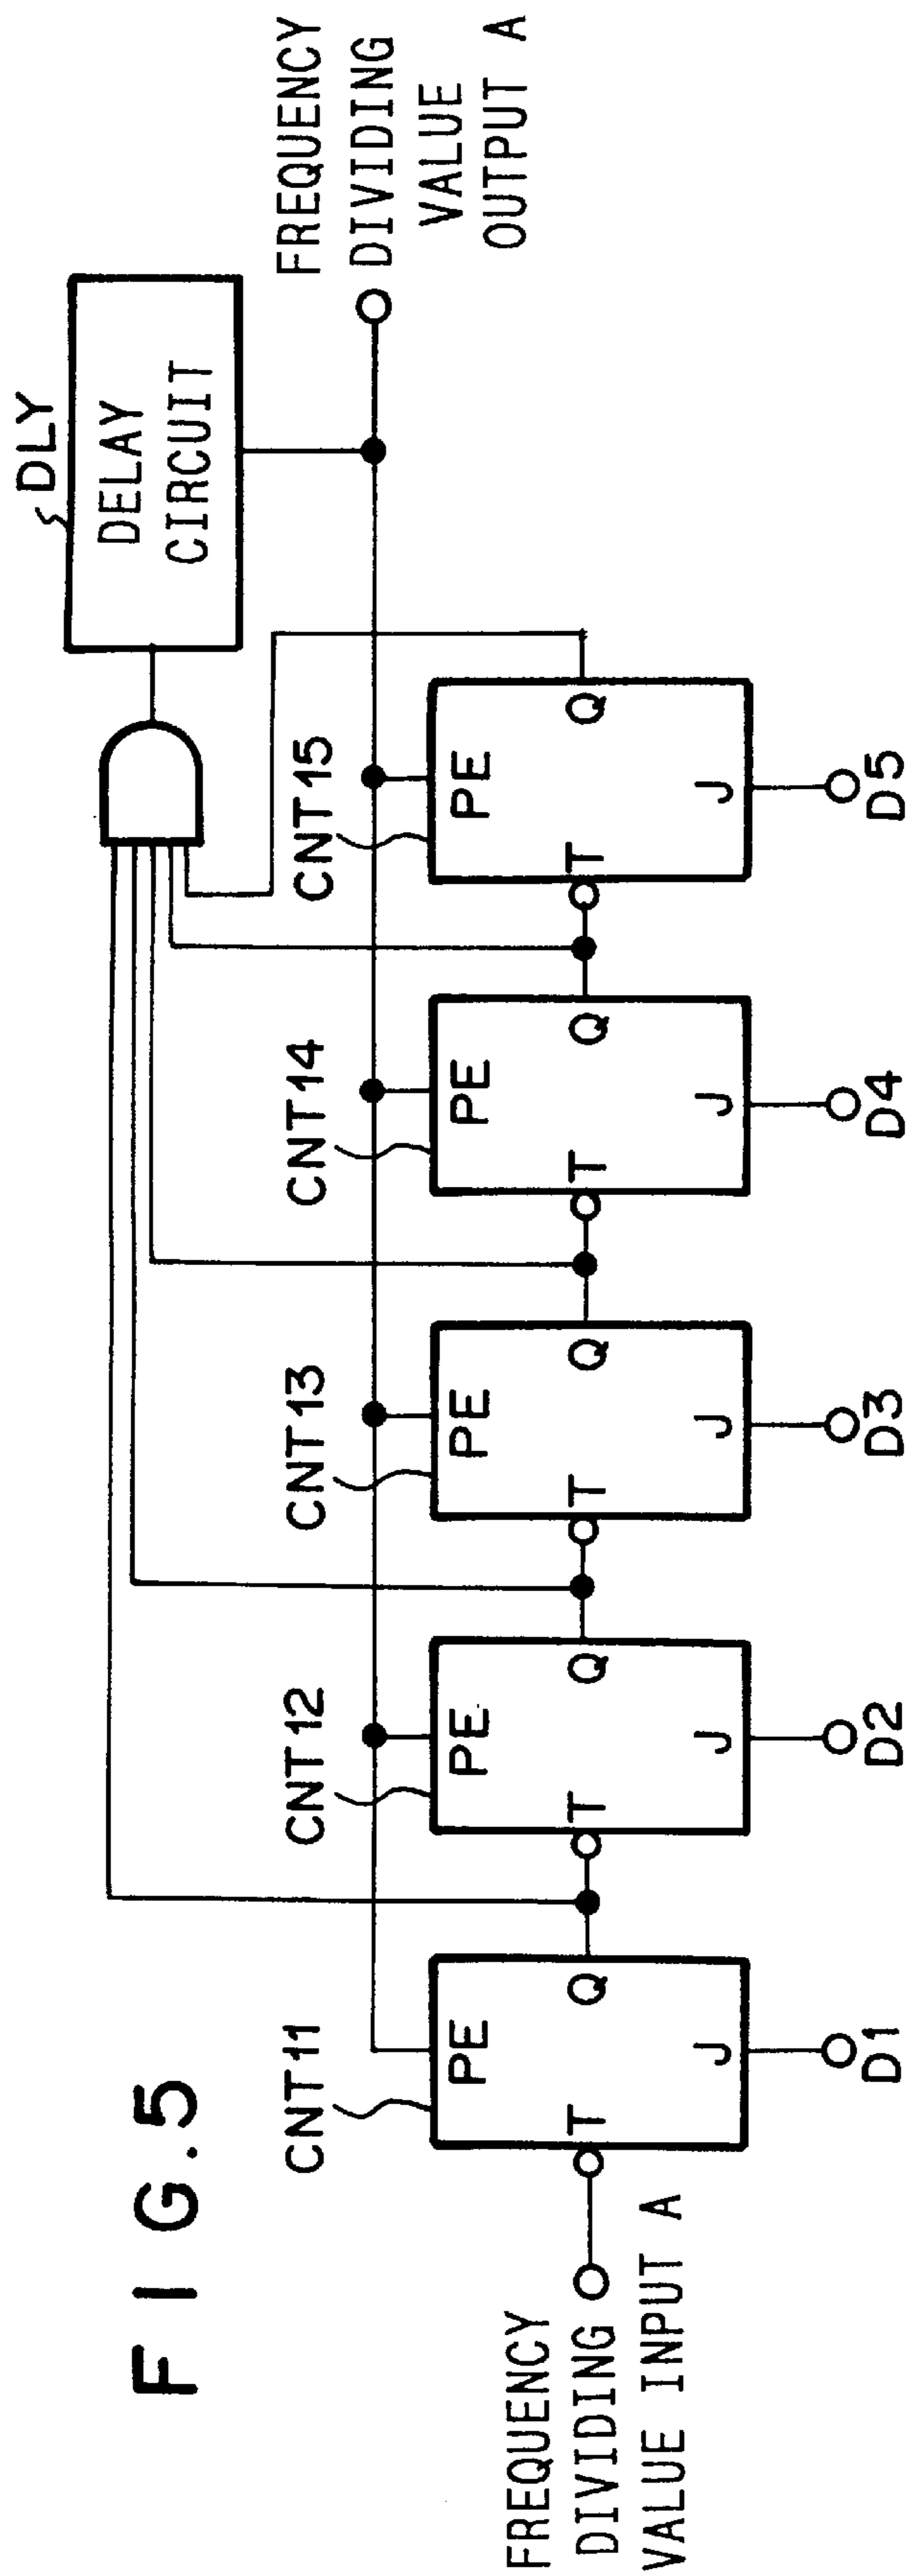 FIG.5
DLY
DELAY
CIRCUIT
FREQUENCY
DIVIDING
VALUE
OUTPUT A
CNT11
CNT12
CNT13
CNT14
CNT15
PE
T
Q
J
PE
T
Q
J
PE
T
Q
J
PE
T
Q
J
PE
T
Q
J
FREQUENCY
DIVIDING
VALUE INPUT A
D1
D2
D3
D4
D5